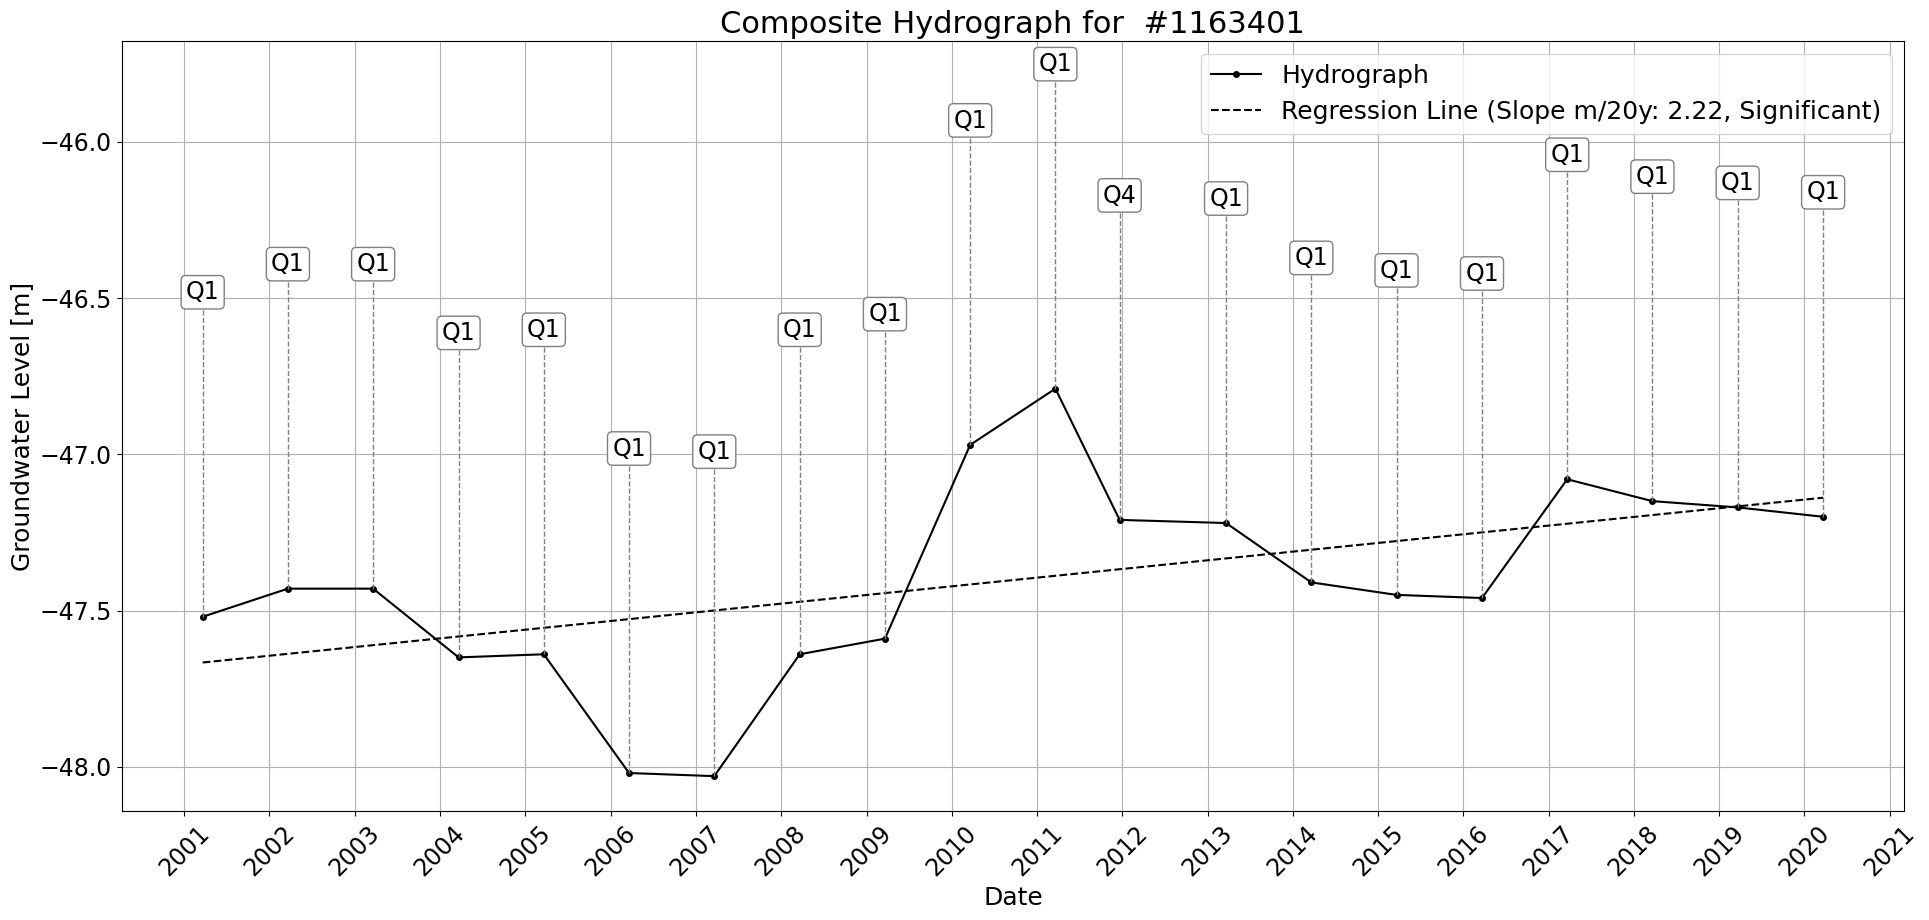 Composite Hydrograph for  #1163401
Hydrograph
Regression Line (Slope m/20y: 2.22, Significant)
Groundwater Level [m]
−46.0
−46.5
−47.0
−47.5
−48.0
Q1
Q1
Q1
Q1
Q1
Q1
Q1
Q1
Q1
Q1
Q1
Q4
Q1
Q1
Q1
Q1
Q1
Q1
Q1
Q1
2001
2002
2003
2004
2005
2006
2007
2008
2009
2010
2011
2012
2013
2014
2015
2016
2017
2018
2019
2020
2021
Date